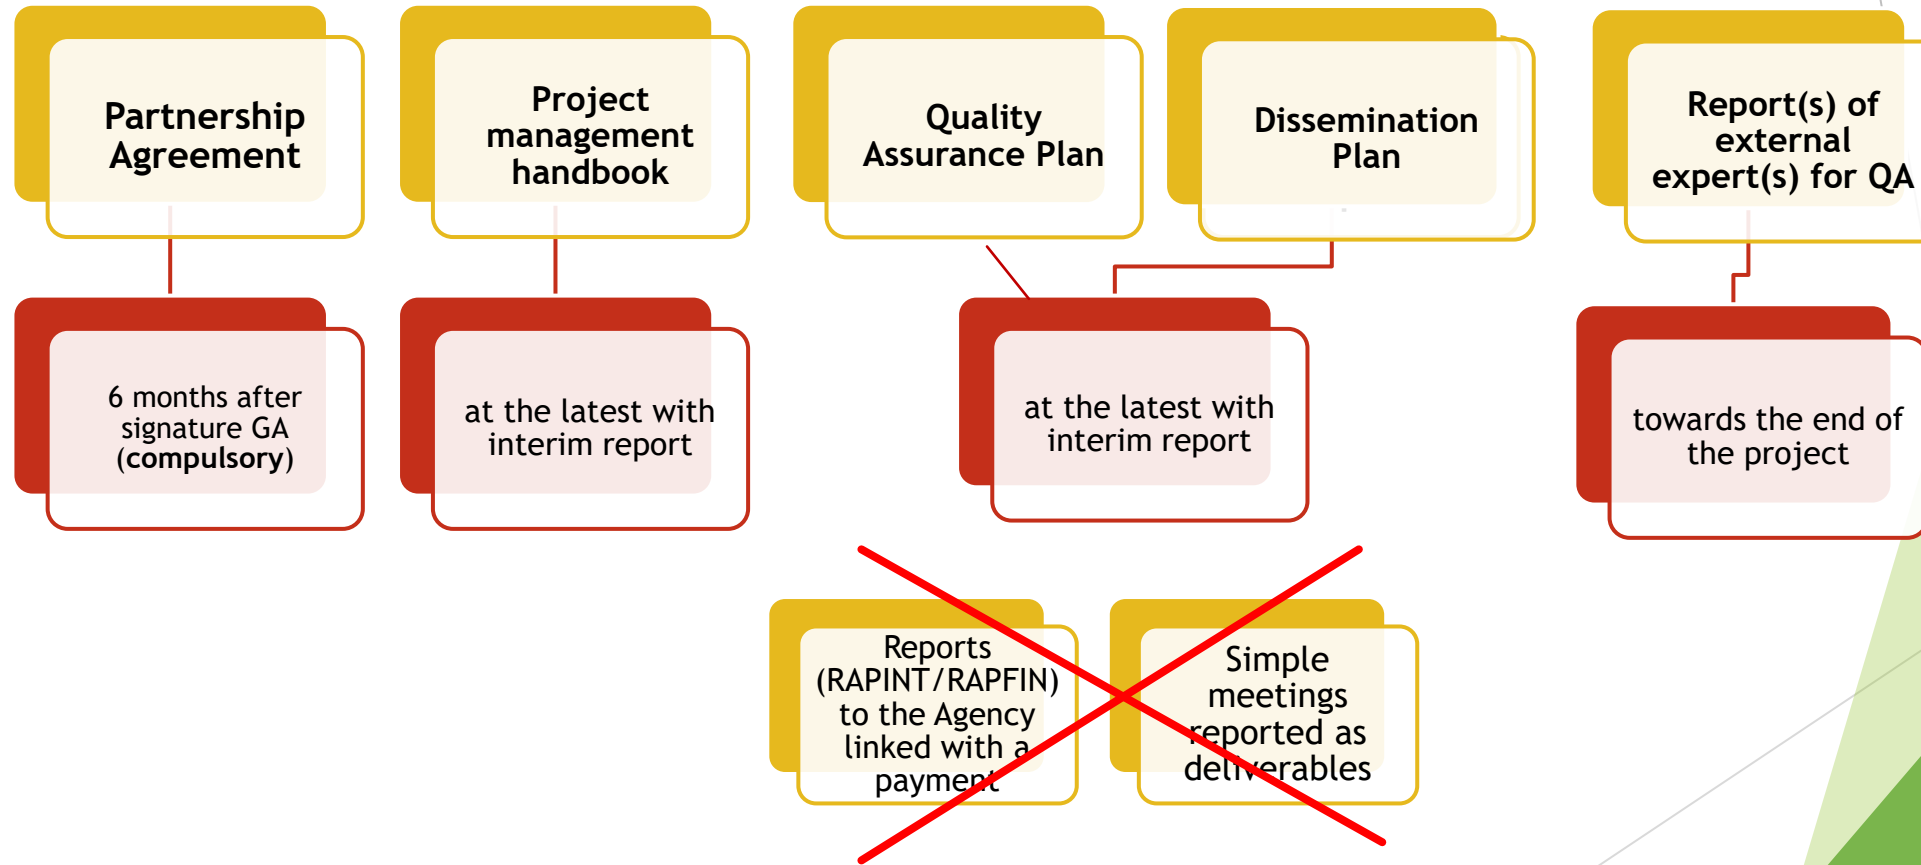 Partnership
Agreement
Project
management
handbook
Quality
Assurance Plan
Dissemination
Plan
Report(s) of
external
expert(s) for QA
6 months after
signature GA
(compulsory)
at the latest with
interim report
at the latest with
interim report
towards the end of
the project
Reports
(RAPINT/RAPFIN)
to the Agency
linked with a
payment
Simple
meetings
reported as
deliverables